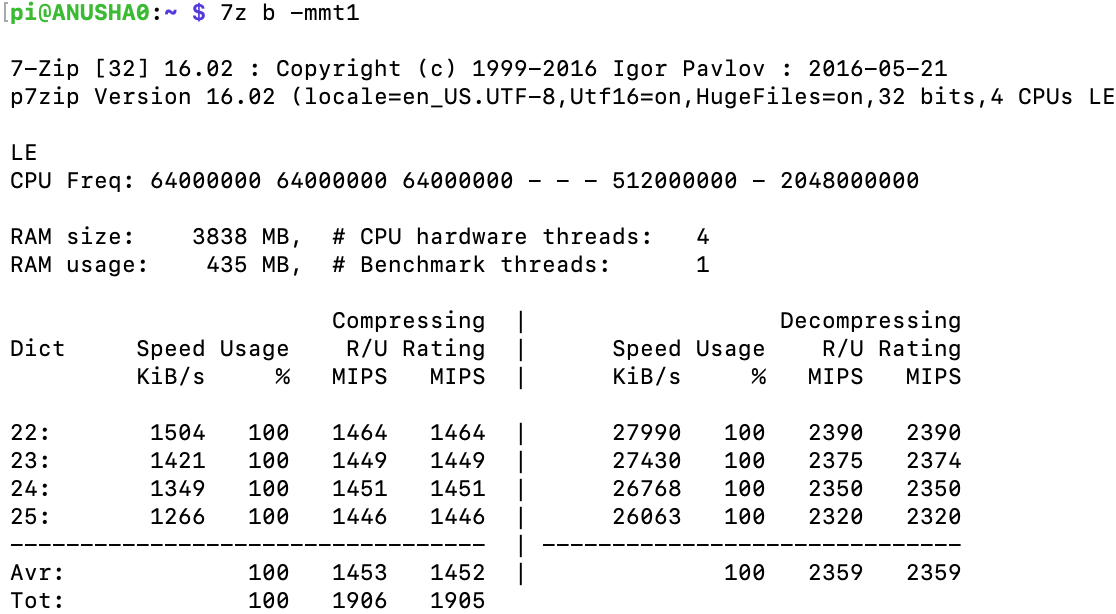 [pi@ANUSHA0:~ $ 7z b -mmt1
7-Zip [32] 16.02 : Copyright (c) 1999-2016 Igor Pavlov : 2016-05-21
p7zip Version 16.02 (locale=en_US.UTF-8,Utf16=on,HugeFiles=on,32 bits,4 CPUs LE
LE
CPU Freq: 64000000 64000000 64000000 - - - 512000000 - 2048000000
RAM size:    3838 MB,  # CPU hardware threads:   4
RAM usage:    435 MB,  # Benchmark threads:      1
                       Compressing  |                  Decompressing
Dict     Speed Usage    R/U Rating  |      Speed Usage    R/U Rating
         KiB/s     %   MIPS   MIPS  |      KiB/s     %   MIPS   MIPS
22:       1504   100   1464   1464  |      27990   100   2390   2390
23:       1421   100   1449   1449  |      27430   100   2375   2374
24:       1349   100   1451   1451  |      26768   100   2350   2350
25:       1266   100   1446   1446  |      26063   100   2320   2320
----------------------------------  | ------------------------------
Avr:             100   1453   1452  |              100   2359   2359
Tot:             100   1906   1905